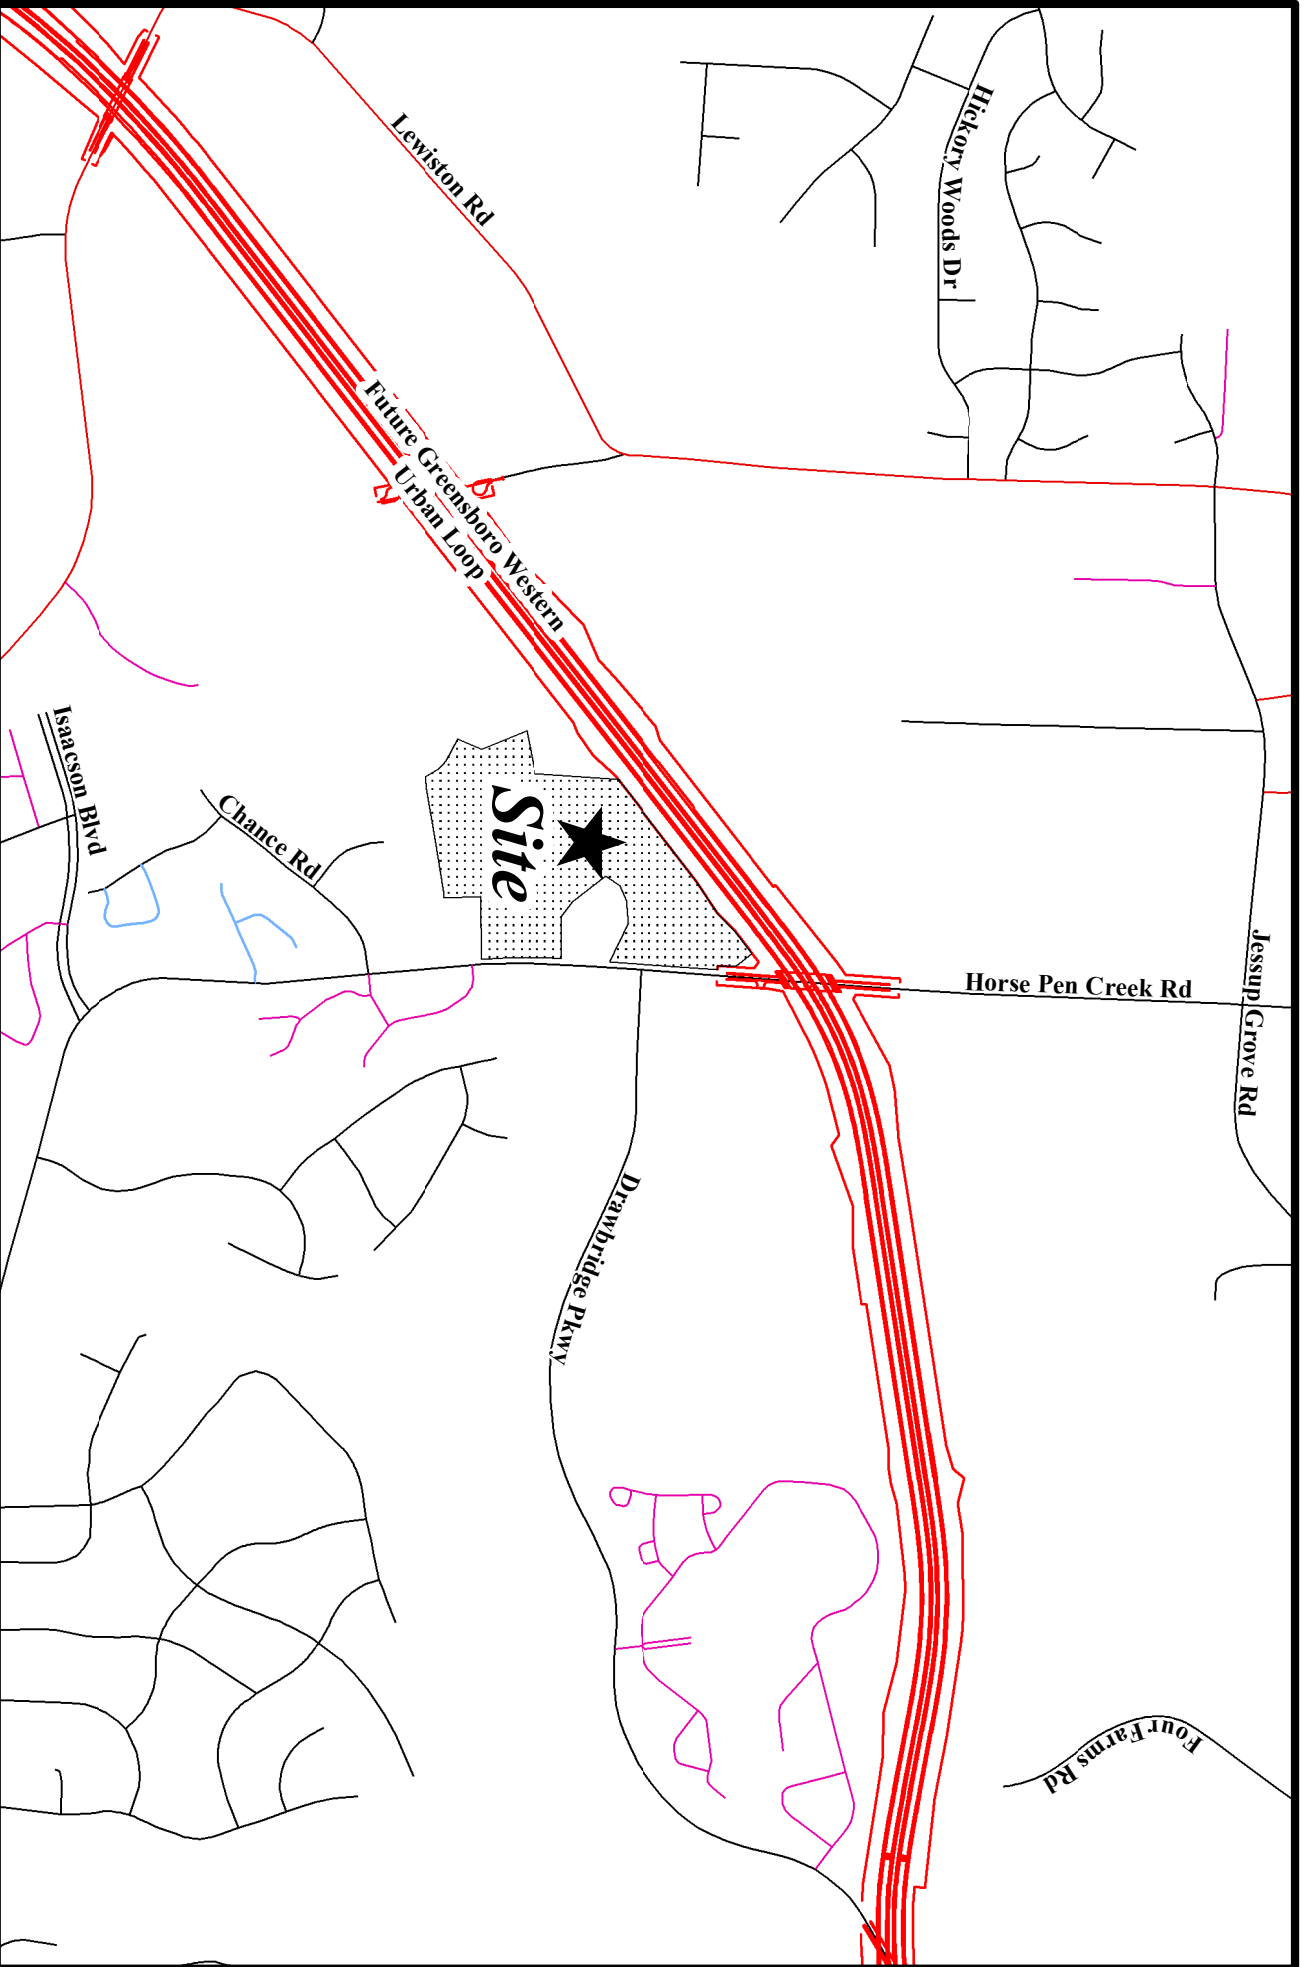 Lewiston Rd
Hickory Woods Dr
Future Greensboro Western
Urban Loop
Isaacson Blvd
Chance Rd
Site
Horse Pen Creek Rd
Jessup Grove Rd
Drawbridge Pkwy
Four Farms Rd